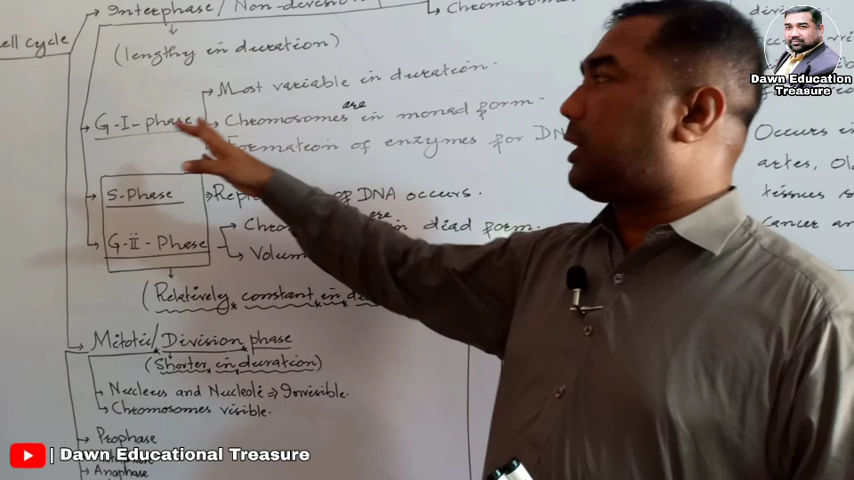 Interphase / Non-division
Chromosome
divisi
ell cycle
(lengthy in duration)
Dawn Education
Treasure
Most variable in duration.
G-I-phase
are
Chromosomes in monad form.
Formation of enzymes for DN
Occurs in
artes, Ol
tissues
cancer an
S-Phase
of DNA occurs.
are
diad form.
G-ii-Phase
Volum
(Relatively constant in d
Mitotic/Division phase
(Shorter in duration)
Nucleus and Nucleoli ⇒ Invisible.
Chromosomes visible.
Prophase
Anaphase
| Dawn Educational Treasure